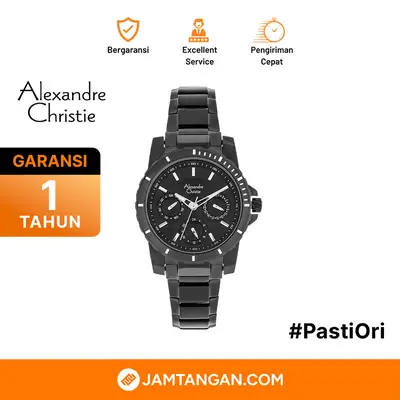 Bergaransi
Excellent
Service
Pengiriman
Cepat
Alexandre
Christie
GARANSI
1
TAHUN
Alexandre
Christie
#PastiOri
JAMTANGAN.COM